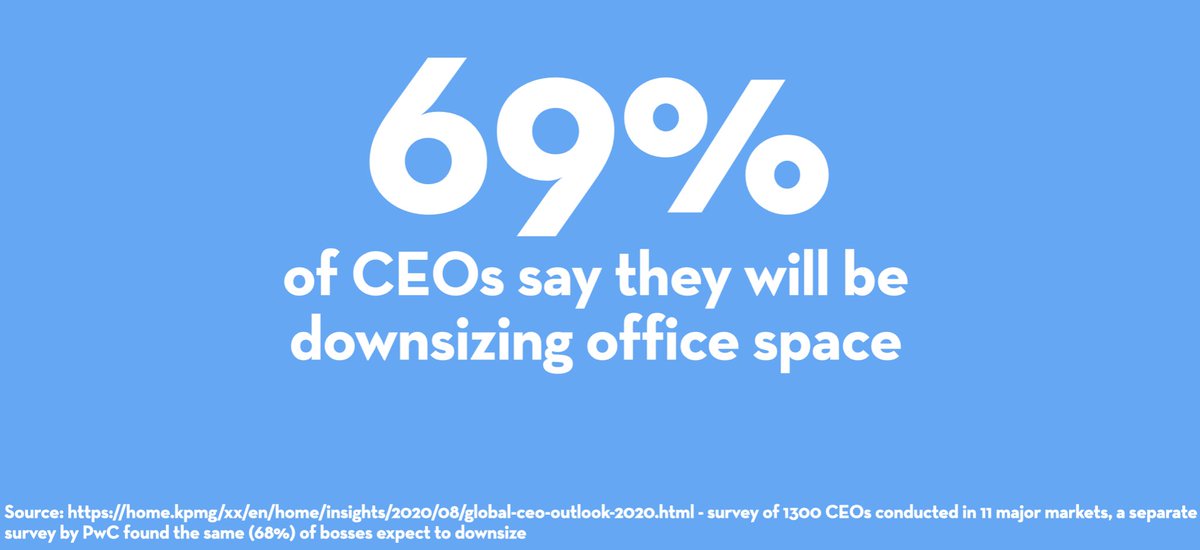 69%
of CEOs say they will be
downsizing office space
Source: https://home.kpmg/xx/en/home/insights/2020/08/global-ceo-outlook-2020.html - survey of 1300 CEOs conducted in 11 major markets, a separate
survey by PwC found the same (68%) of bosses expect to downsize